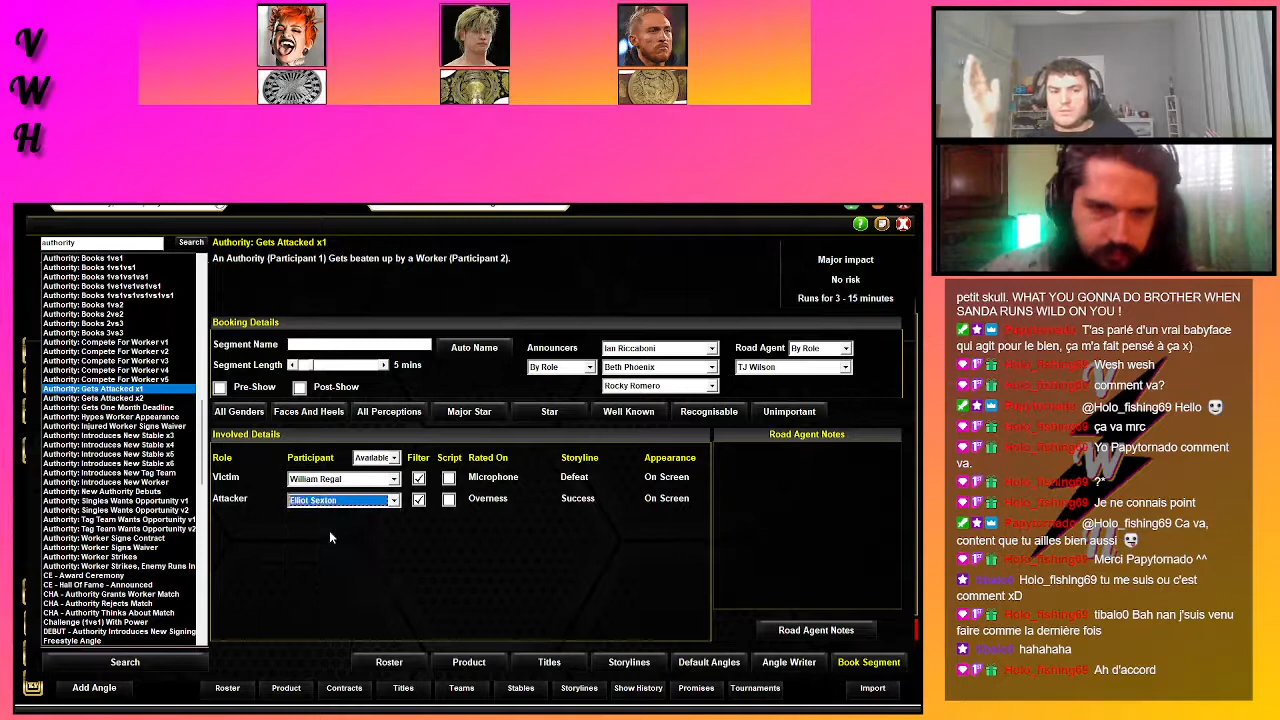 V
W
H
authority
Search
Authority: Books 1vs1
Authority: Books 1vs1vs1
Authority: Books 1vs1vs1vs1
Authority: Books 1vs1vs1vs1vs1
Authority: Books 1vs1vs1vs1vs1vs1
Authority: Books 1vs2
Authority: Books 2vs2
Authority: Books 2vs3
Authority: Books 3vs3
Authority: Compete For Worker v1
Authority: Compete For Worker v2
Authority: Compete For Worker v3
Authority: Compete For Worker v4
Authority: Compete For Worker v5
Authority: Gets Attacked x1
Authority: Gets Attacked x2
Authority: Gets One Month Deadline
Authority: Hypes Worker Appearance
Authority: Injured Worker Signs Waiver
Authority: Introduces New Stable x3
Authority: Introduces New Stable x4
Authority: Introduces New Stable x5
Authority: Introduces New Stable x6
Authority: Introduces New Tag Team
Authority: Introduces New Worker
Authority: New Authority Debuts
Authority: Singles Wants Opportunity v1
Authority: Singles Wants Opportunity v2
Authority: Tag Team Wants Opportunity v1
Authority: Tag Team Wants Opportunity v2
Authority: Worker Signs Contract
Authority: Worker Signs Waiver
Authority: Worker Strikes
Authority: Worker Strikes, Enemy Runs In
CE - Award Ceremony
CE - Hall Of Fame - Announced
CHA - Authority Grants Worker Match
CHA - Authority Rejects Match
CHA - Authority Thinks About Match
Challenge (1vs1) With Power
DEBUT - Authority Introduces New Signing
Freestyle Angle
Search
Add Angle
Authority: Gets Attacked x1
An Authority (Participant 1) Gets beaten up by a Worker (Participant 2).
Major impact
No risk
Runs for 3 - 15 minutes
Booking Details
Segment Name
Auto Name
Announcers
Ian Riccaboni
Road Agent
By Role
Segment Length
5 mins
By Role
Beth Phoenix
TJ Wilson
Pre-Show
Post-Show
Rocky Romero
All Genders
Faces And Heels
All Perceptions
Major Star
Star
Well Known
Recognisable
Unimportant
Involved Details
Road Agent Notes
Role
Participant
Available
Filter
Script
Rated On
Storyline
Appearance
Victim
William Regal
Microphone
Defeat
On Screen
Attacker
Elliot Sexton
Overness
Success
On Screen
Road Agent Notes
Roster
Product
Titles
Storylines
Default Angles
Angle Writer
Book Segment
Roster
Product
Contracts
Titles
Teams
Stables
Storylines
Show History
Promises
Tournaments
Import
petit skull. WHAT YOU GONNA DO BROTHER WHEN
SANDA RUNS WILD ON YOU !
Papytornado T'as parlé d'un vrai babyface
qui agit pour le bien, ça m'a fait pensé à ça x)
Holo_fishing69 Wesh wesh
Holo_fishing69 comment va?
Papytornado @Holo_fishing69 Hello
Holo_fishing69 ça va mrc
Holo_fishing69 Yo Papytornado comment
va.
Holo_fishing69 ?*
Holo_fishing69 Je ne connais point
Papytornado @Holo_fishing69 Ca va,
content que tu ailles bien aussi
Holo_fishing69 Merci Papytornado ^^
tibalo0 Holo_fishing69 tu me suis ou c'est
comment xD
Holo_fishing69 tibalo0 Bah nan j'suis venu
faire comme la dernière fois
tibalo0 hahahaha
Holo_fishing69 Ah d'accord